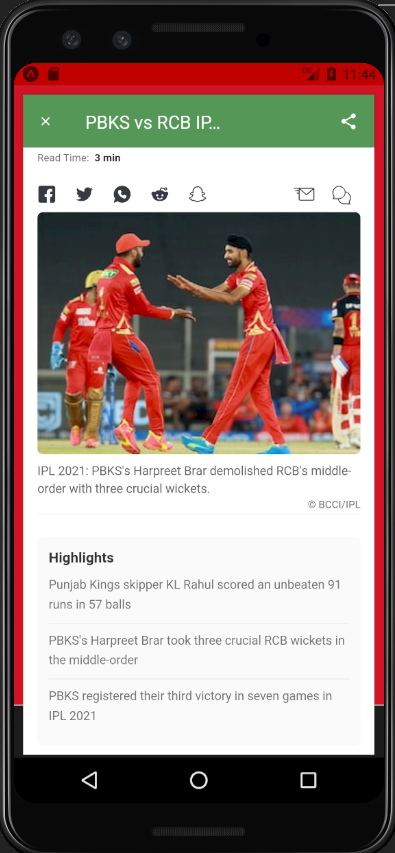 11:44
PBKS vs RCB IP...
Read Time: 3 min
IPL 2021: PBKS's Harpreet Brar demolished RCB's middle-
order with three crucial wickets.
© BCCI/IPL
Highlights
Punjab Kings skipper KL Rahul scored an unbeaten 91
runs in 57 balls
PBKS's Harpreet Brar took three crucial RCB wickets in
the middle-order
PBKS registered their third victory in seven games in
IPL 2021